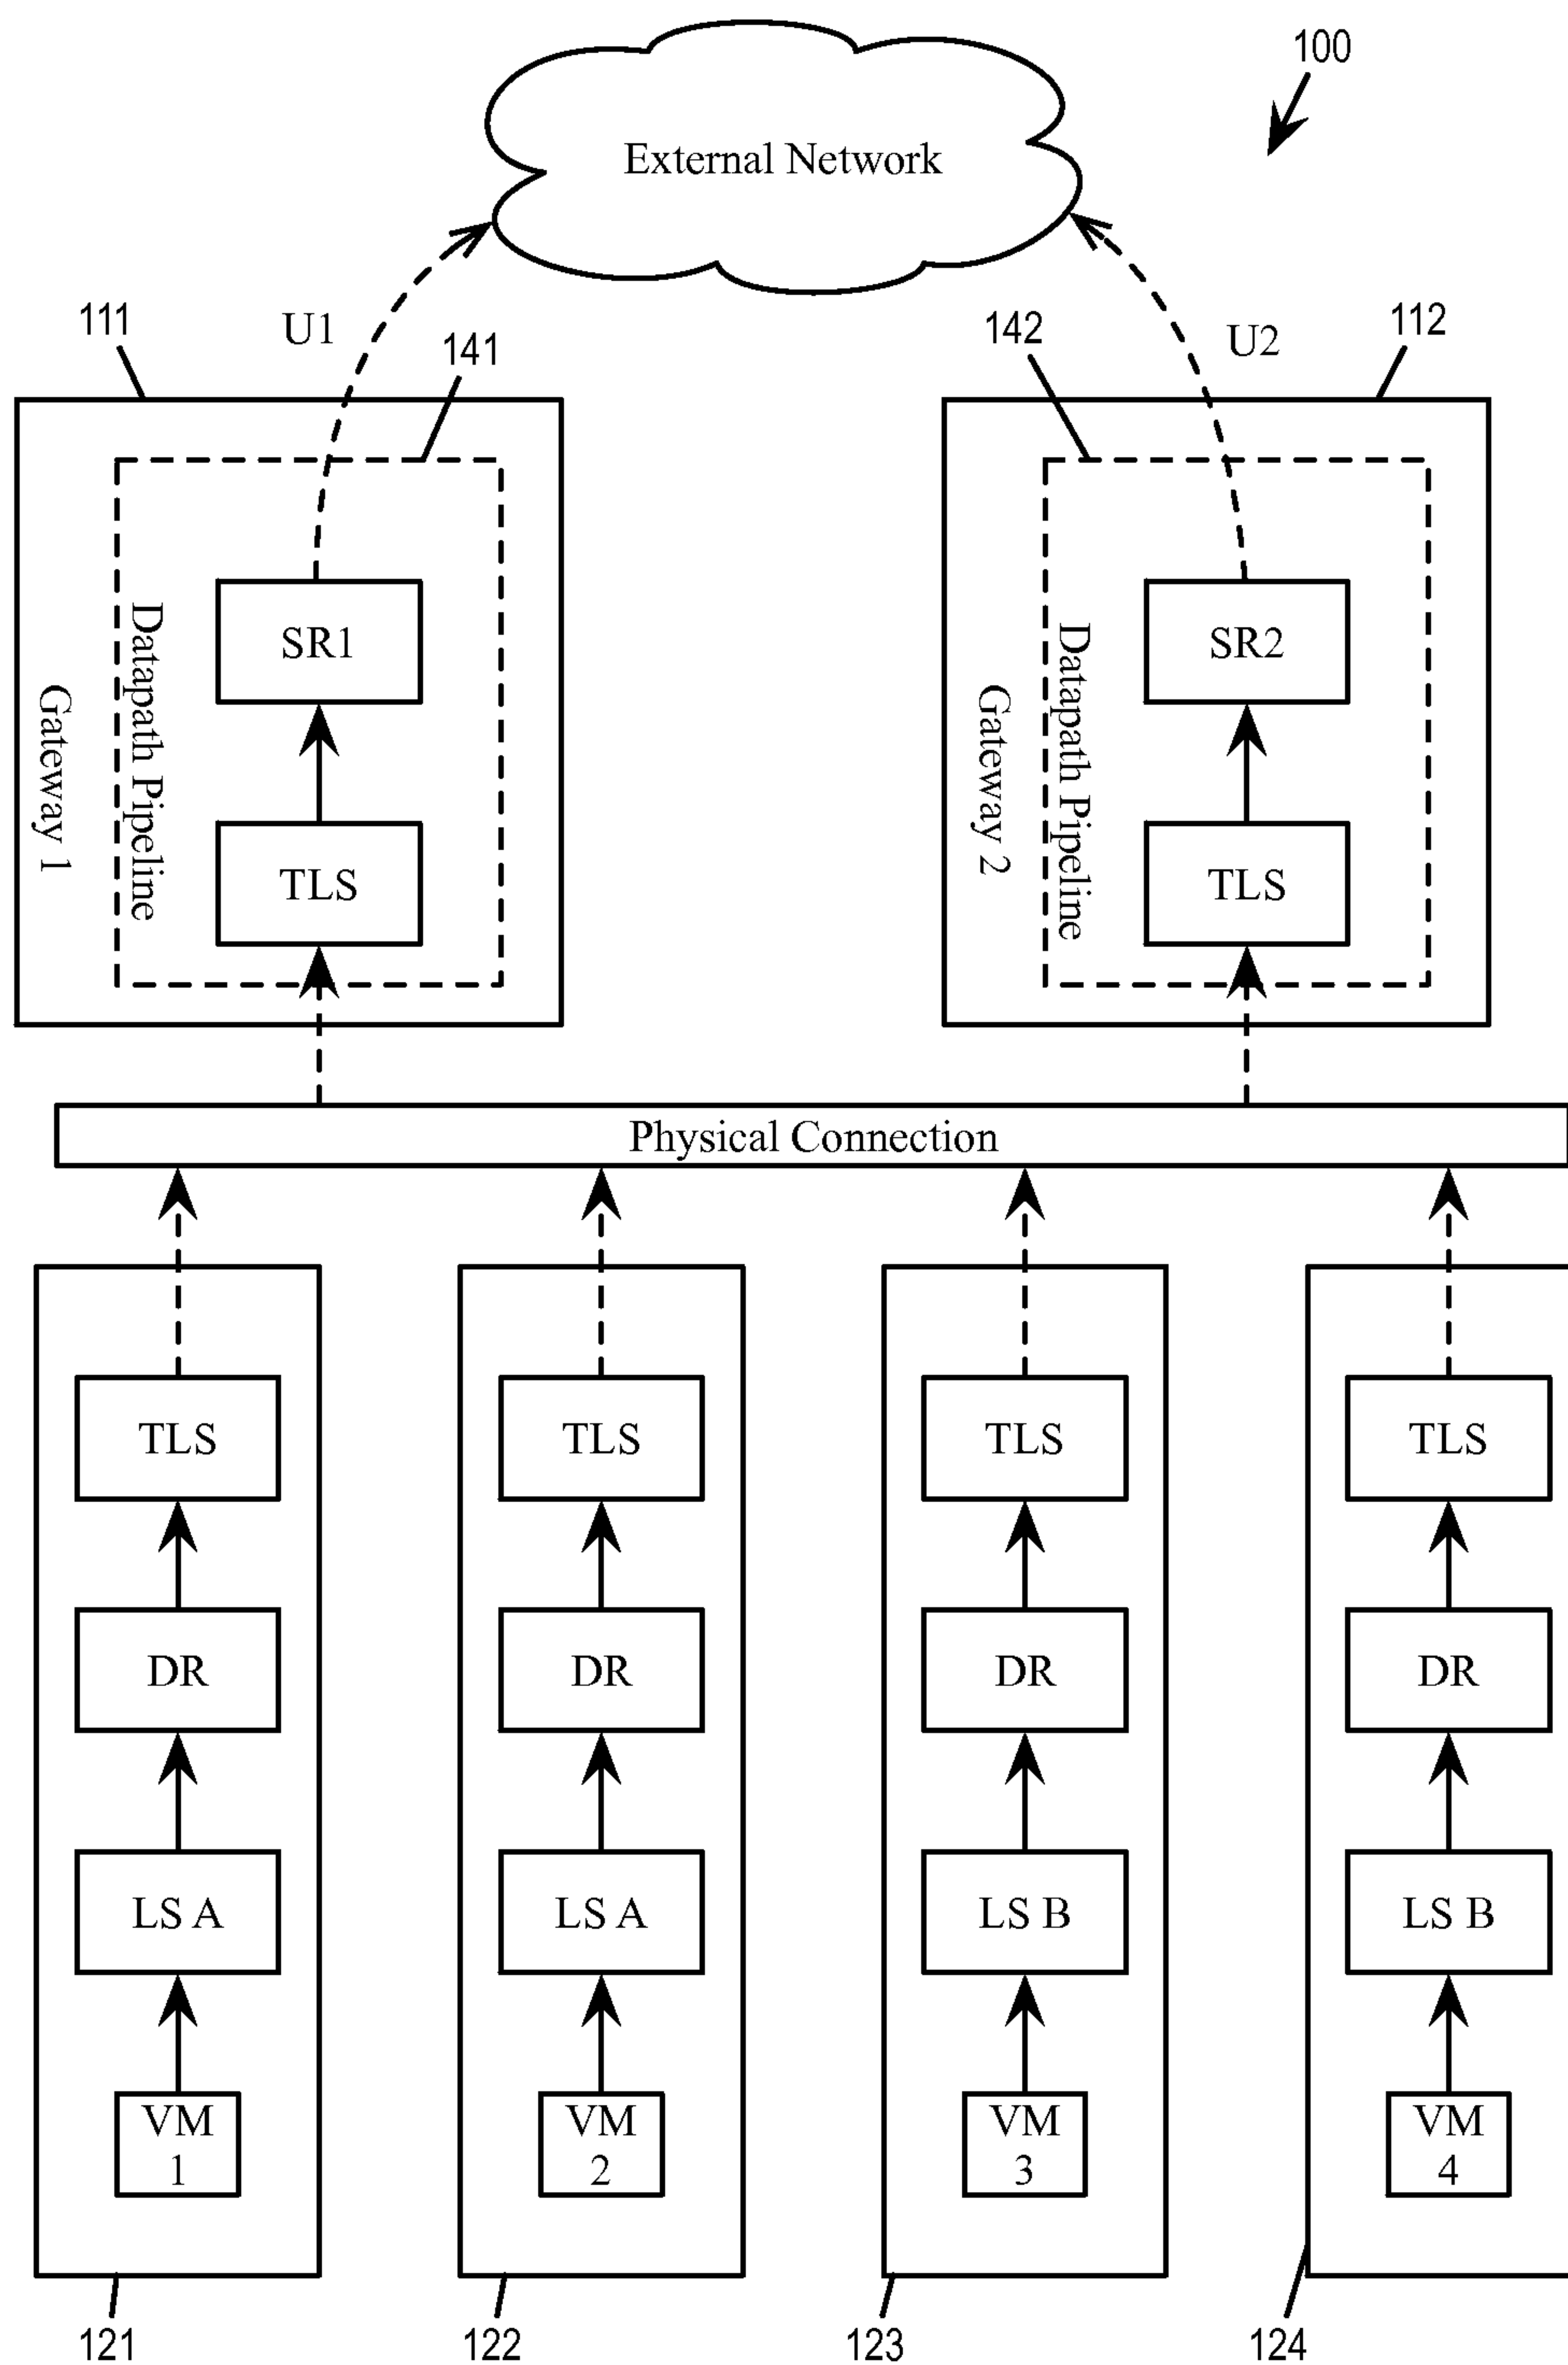 100
External Network
111
U1
141
142
U2
112
Gateway 1
Datapath Pipeline
SR1
TLS
Gateway 2
Datapath Pipeline
SR2
TLS
Physical Connection
TLS
TLS
TLS
TLS
DR
DR
DR
DR
LS A
LS A
LS B
LS B
VM
1
VM
2
VM
3
VM
4
121
122
123
124